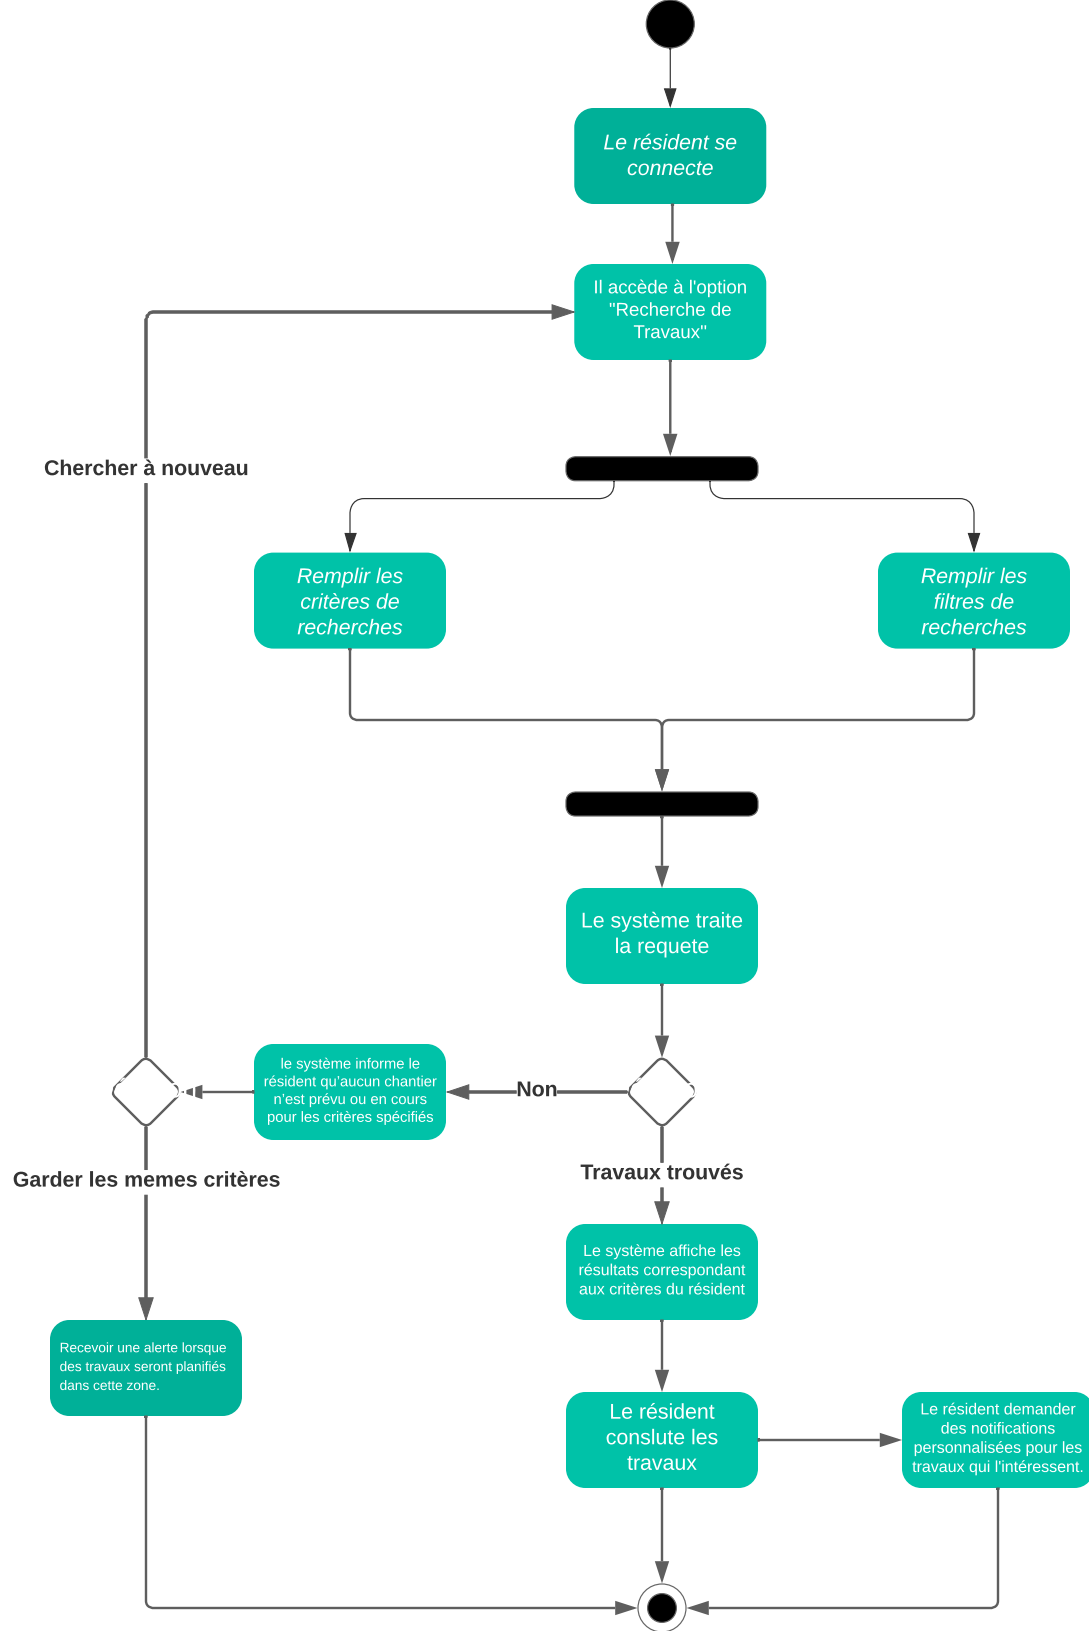 Le résident se
connecte
Il accède à l'option
"Recherche de
Travaux"
Chercher à nouveau
Remplir les
critères de
recherches
Remplir les
filtres de
recherches
Le système traite
la requete
le système informe le
résident qu'aucun chantier
n'est prévu ou en cours
pour les critères spécifiés
Non
Garder les memes critères
Travaux trouvés
Le système affiche les
résultats correspondant
aux critères du résident
Recevoir une alerte lorsque
des travaux seront planifiés
dans cette zone.
Le résident
conslute les
travaux
Le résident demander
des notifications
personnalisées pour les
travaux qui l'intéressent.